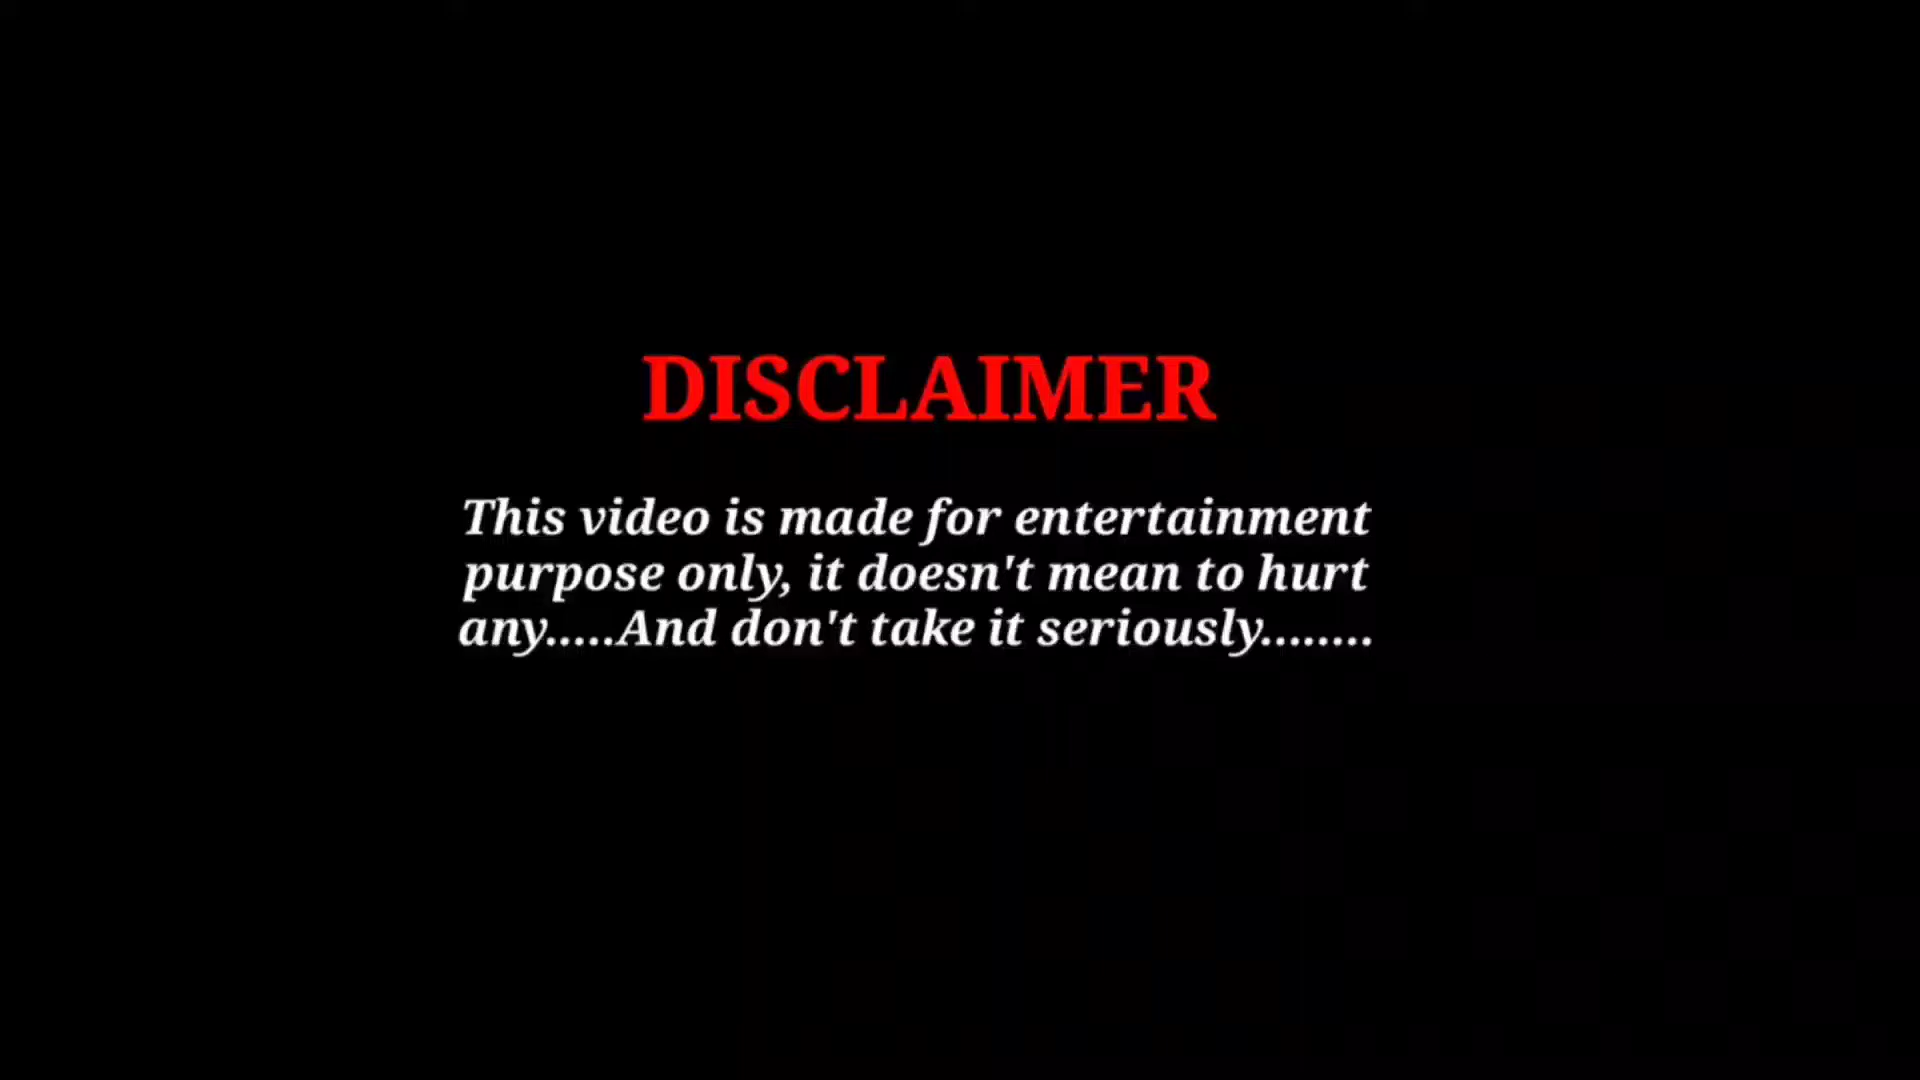 DISCLAIMER
This video is made for entertainment
purpose only, it doesn't mean to hurt
any.....And don't take it seriously........